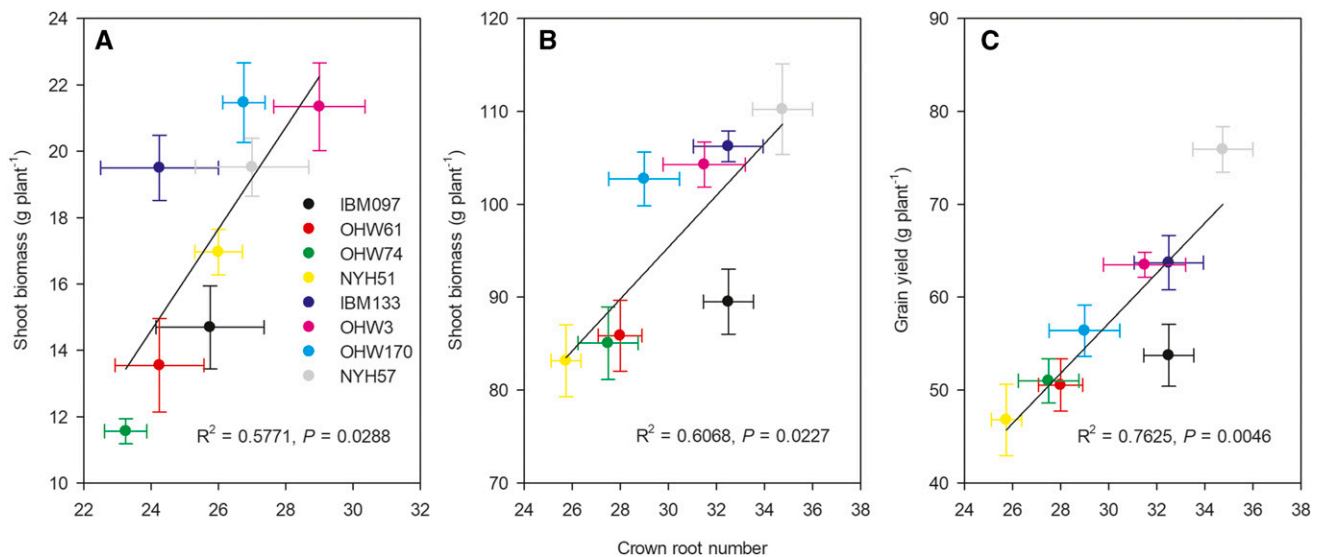 A
24
22
20
18
16
14
12
10
22 24 26 28 30 32
Shoot biomass (g plant⁻¹)
IBM097
OHW61
OHW74
NYH51
IBM133
OHW3
OHW170
NYH57
R² = 0.5771, P = 0.0288
B
120
110
100
90
80
70
24 26 28 30 32 34 36 38
Shoot biomass (g plant⁻¹)
R² = 0.6068, P = 0.0227
C
90
80
70
60
50
40
24 26 28 30 32 34 36 38
Grain yield (g plant⁻¹)
R² = 0.7625, P = 0.0046
Crown root number